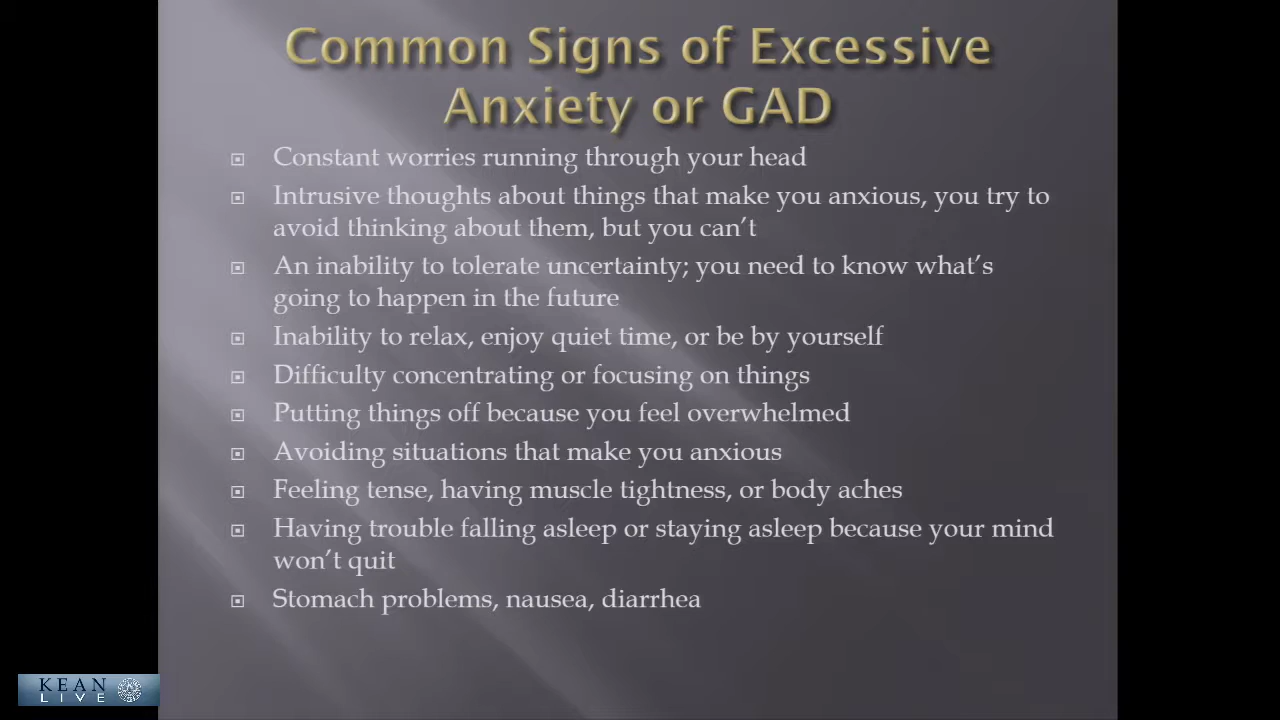 Common Signs of Excessive
Anxiety or GAD
Constant worries running through your head
Intrusive thoughts about things that make you anxious, you try to
avoid thinking about them, but you can’t
An inability to tolerate uncertainty; you need to know what’s
going to happen in the future
Inability to relax, enjoy quiet time, or be by yourself
Difficulty concentrating or focusing on things
Putting things off because you feel overwhelmed
Avoiding situations that make you anxious
Feeling tense, having muscle tightness, or body aches
Having trouble falling asleep or staying asleep because your mind
won’t quit
Stomach problems, nausea, diarrhea
KEAN
LIVE